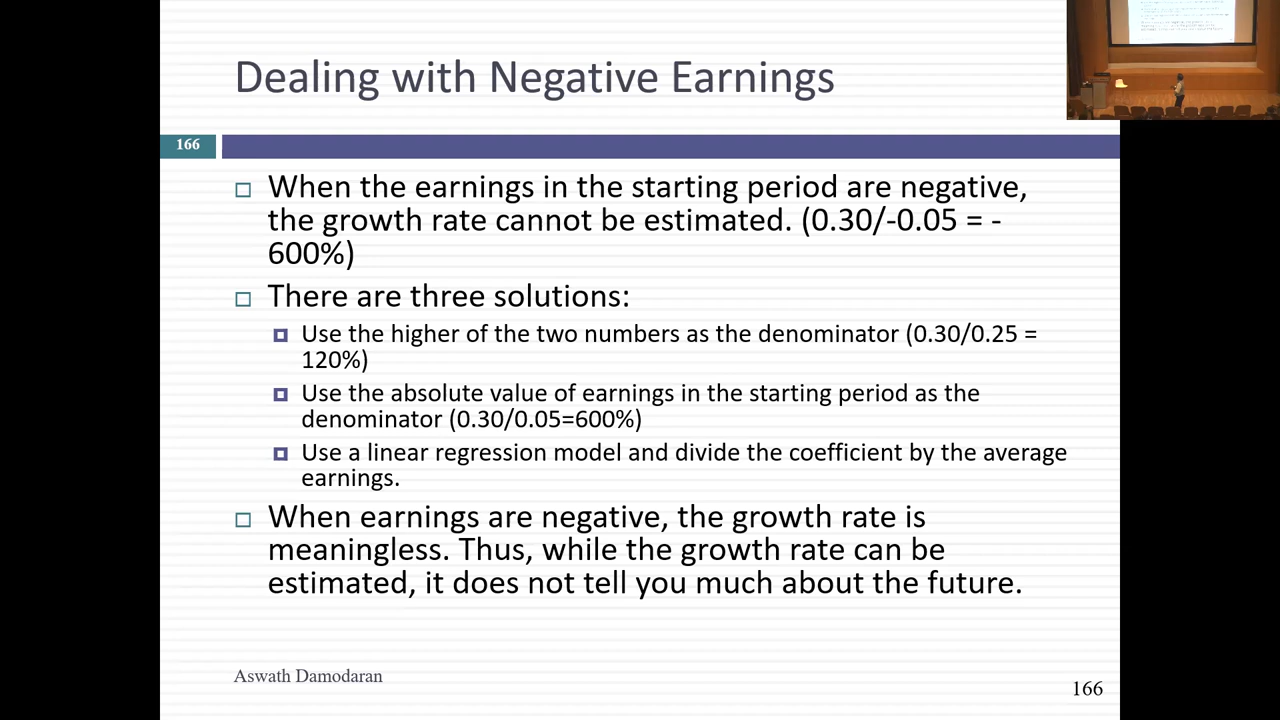 Dealing with Negative Earnings
166
When the earnings in the starting period are negative,
the growth rate cannot be estimated. (0.30/-0.05 = -
600%)
There are three solutions:
Use the higher of the two numbers as the denominator (0.30/0.25 =
120%)
Use the absolute value of earnings in the starting period as the
denominator (0.30/0.05=600%)
Use a linear regression model and divide the coefficient by the average
earnings.
When earnings are negative, the growth rate is
meaningless. Thus, while the growth rate can be
estimated, it does not tell you much about the future.
Aswath Damodaran
166